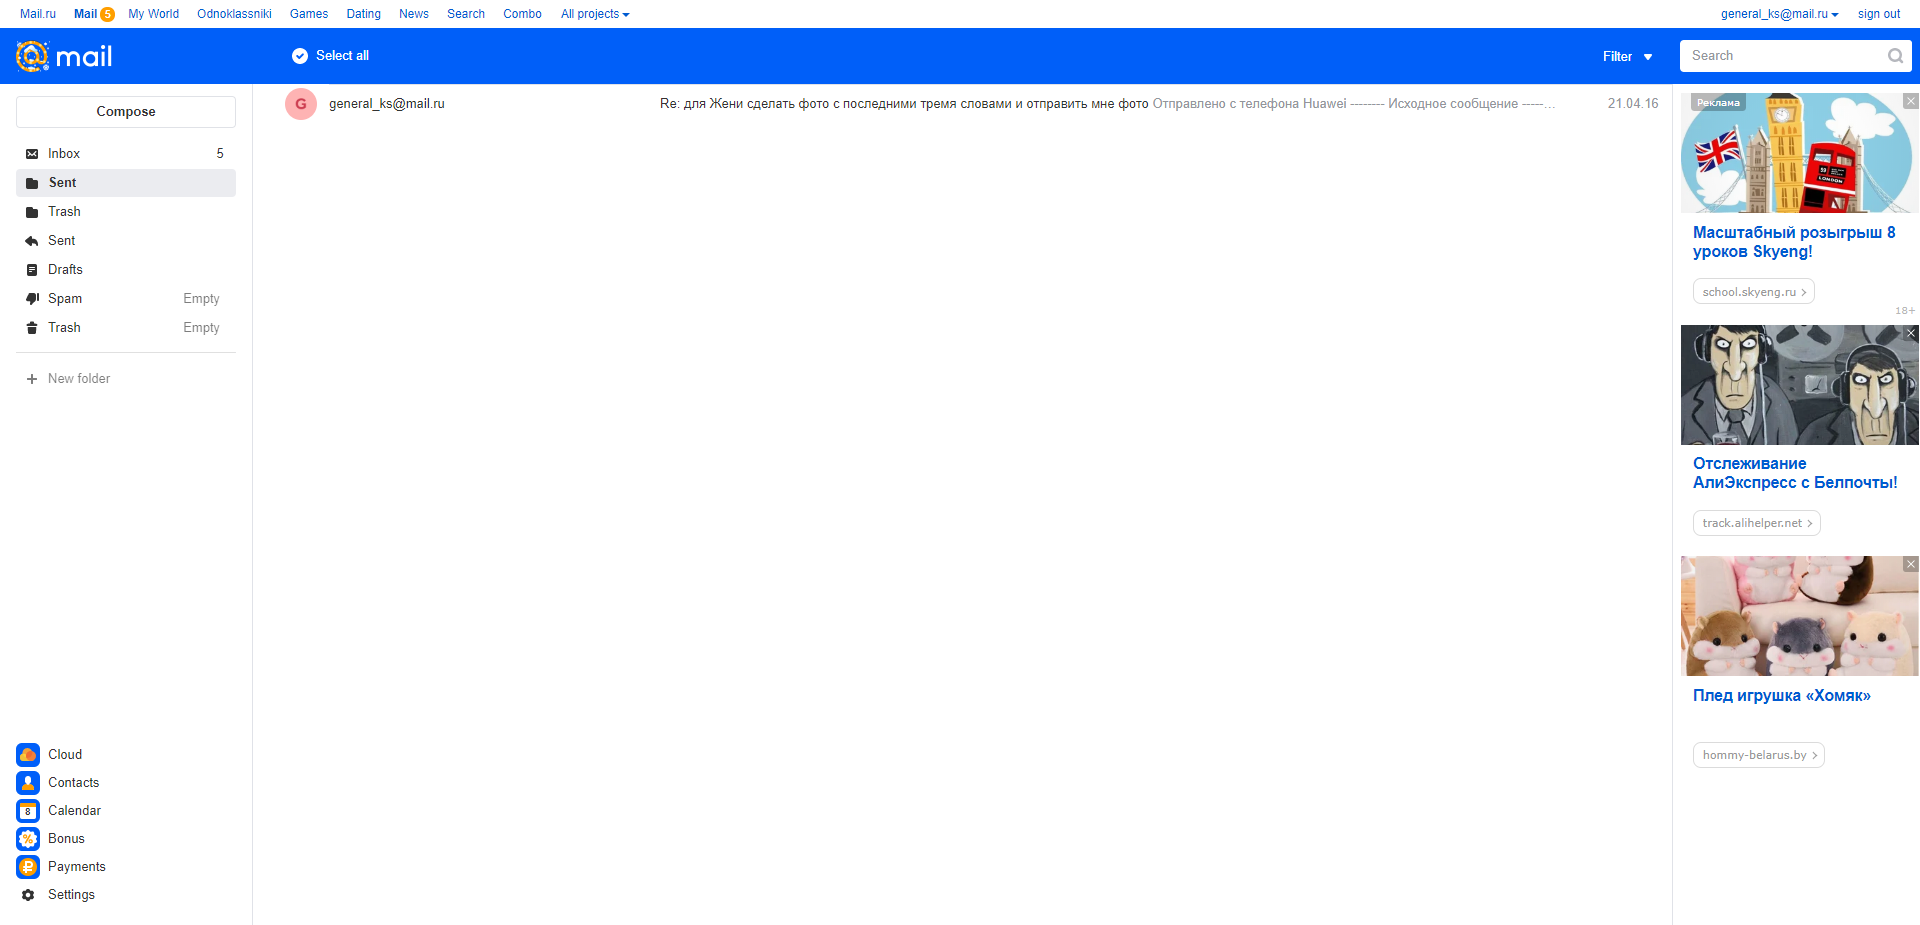 Mail.ru Mail 5 My World Odnoklassniki Games Dating News Search Combo All projects general_ks@mail.ru sign out
mail Select all Filter Search
Compose
Inbox 5
Sent
Trash
Sent
Drafts
Spam Empty
Trash Empty
New folder
Cloud
Contacts
8 Calendar
% Bonus
₽ Payments
Settings
G general_ks@mail.ru Re: для Жени сделать фото с последними тремя словами и отправить мне фото Отправлено с телефона Huawei -------- Исходное сообщение -----... 21.04.16
Реклама
59
LONDON
Масштабный розыгрыш 8
уроков Skyeng!
school.skyeng.ru
18+
Отслеживание
АлиЭкспресс с Белпочты!
track.alihelper.net
Плед игрушка «Хомяк»
hommy-belarus.by